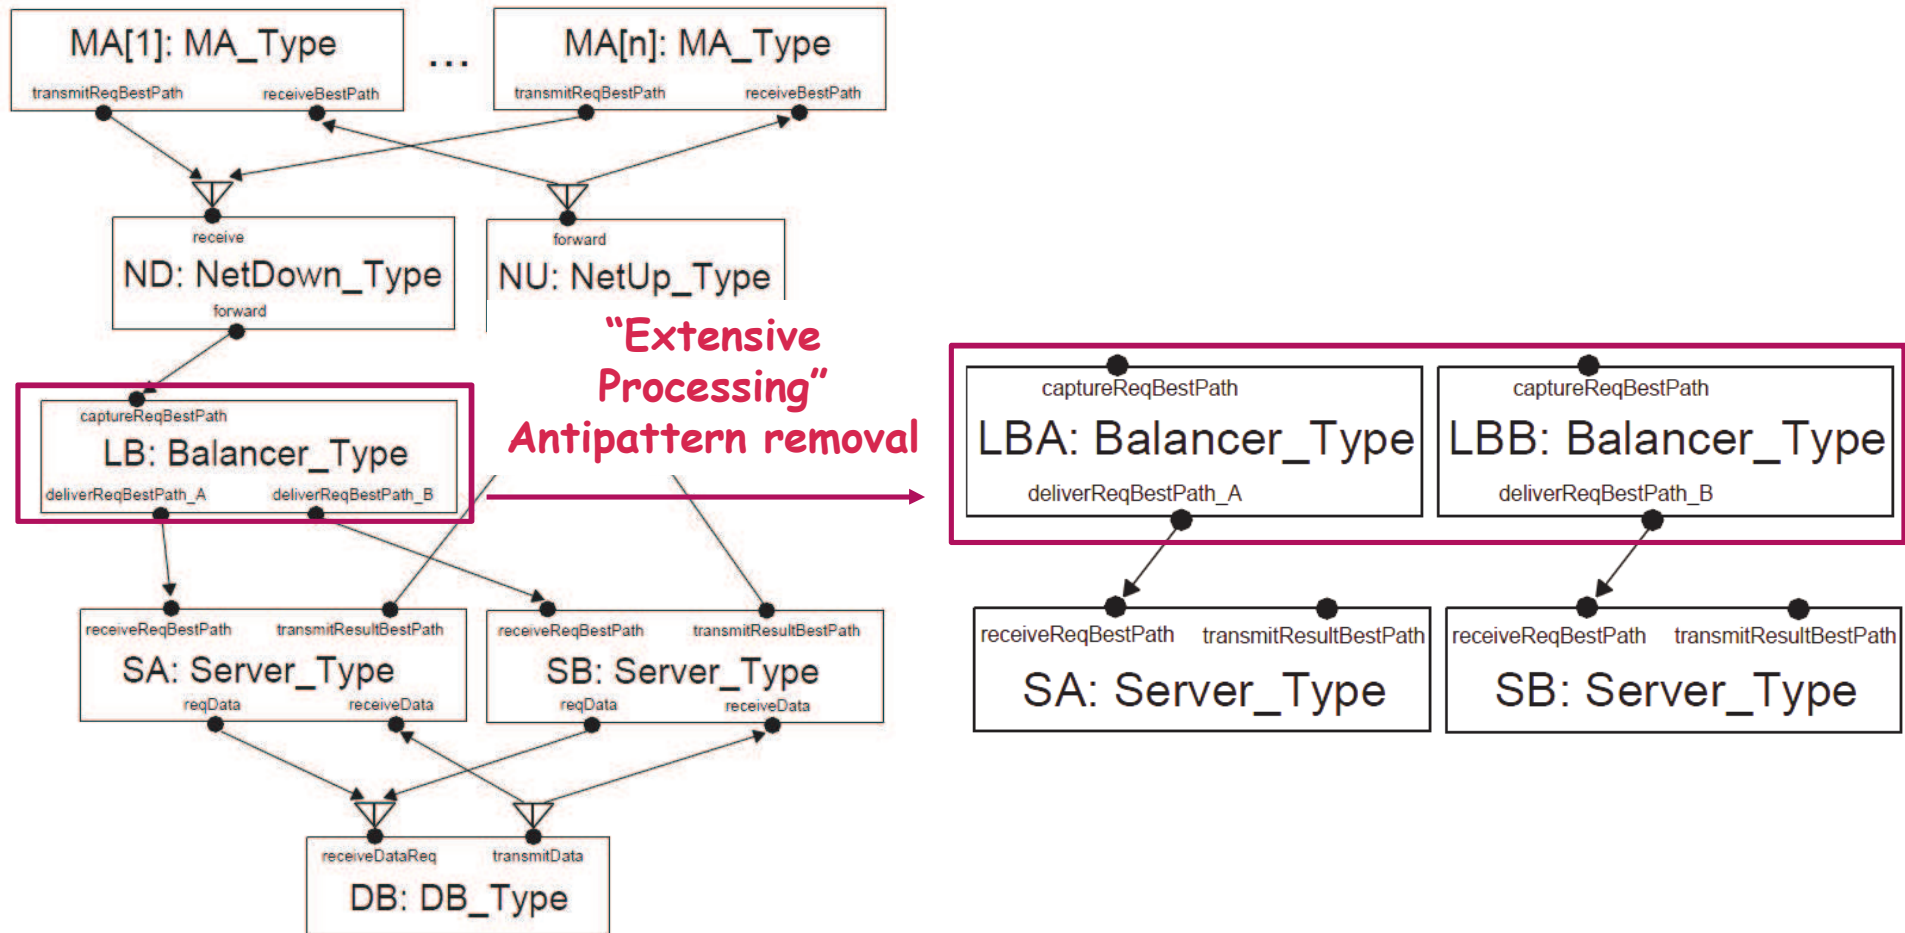 MA[1]: MA_Type
transmitReqBestPath receiveBestPath
...
MA[n]: MA_Type
transmitReqBestPath receiveBestPath
receive
ND: NetDown_Type
forward
forward
NU: NetUp_Type
"Extensive
Processing"
Antipattern removal
captureReqBestPath
LB: Balancer_Type
deliverReqBestPath_A deliverReqBestPath_B
receiveReqBestPath transmitResultBestPath
SA: Server_Type
reqData receiveData
receiveReqBestPath transmitResultBestPath
SB: Server_Type
reqData receiveData
receiveDataReq transmitData
DB: DB_Type
captureReqBestPath
LBA: Balancer_Type
deliverReqBestPath_A
captureReqBestPath
LBB: Balancer_Type
deliverReqBestPath_B
receiveReqBestPath transmitResultBestPath
SA: Server_Type
receiveReqBestPath transmitResultBestPath
SB: Server_Type